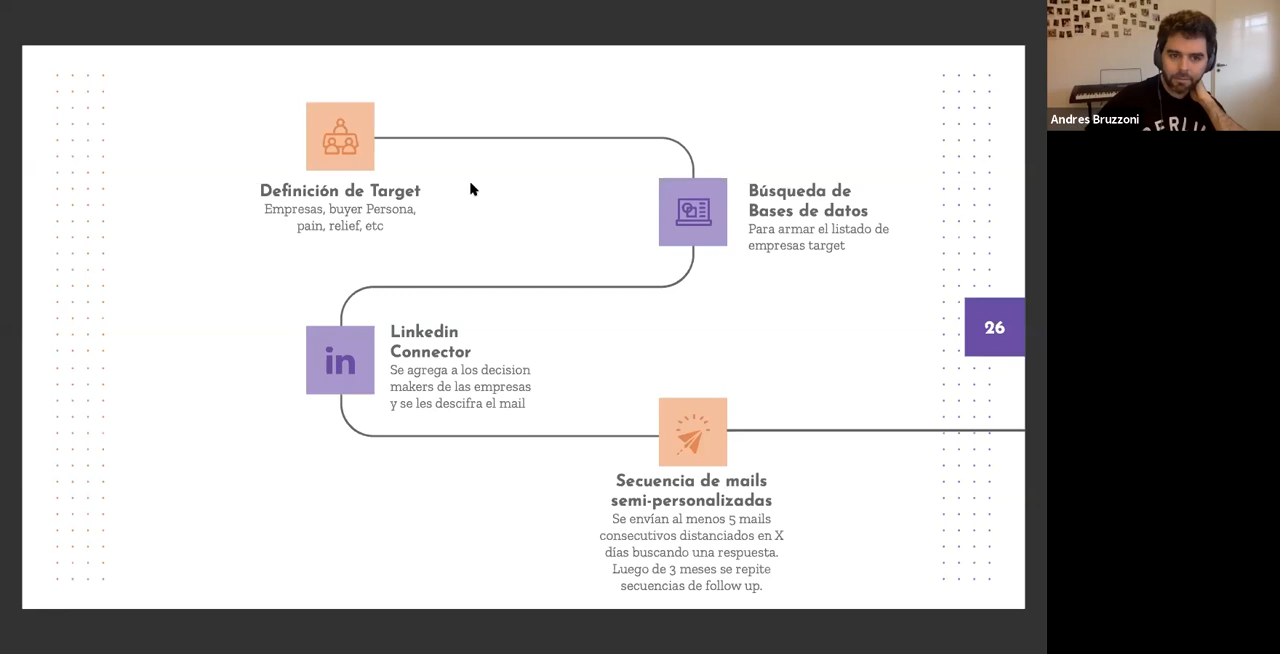 Definición de Target
Empresas, buyer Persona,
pain, relief, etc
Búsqueda de
Bases de datos
Para armar el listado de
empresas target
26
in
Linkedin
Connector
Se agrega a los decision
makers de las empresas
y se les descifra el mail
Secuencia de mails
semi-personalizadas
Se envían al menos 5 mails
consecutivos distanciados en X
días buscando una respuesta.
Luego de 3 meses se repite
secuencias de follow up.
Andres Bruzzoni